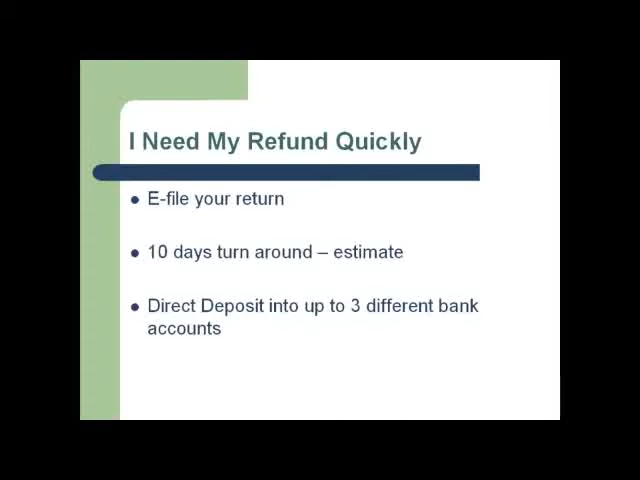 I Need My Refund Quickly
● E-file your return
● 10 days turn around – estimate
● Direct Deposit into up to 3 different bank
accounts